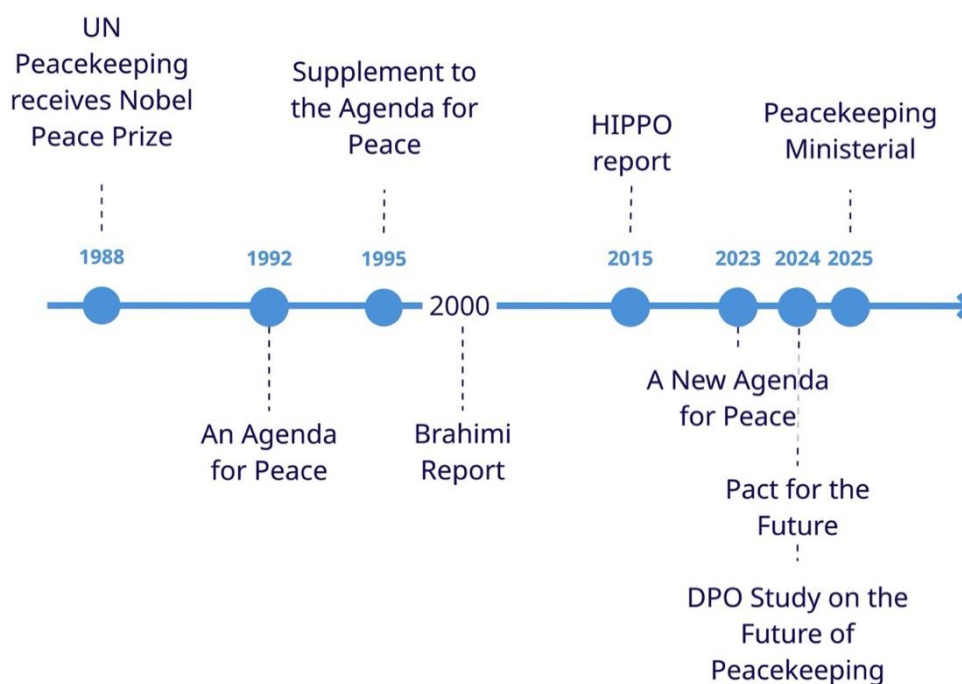 UN
Peacekeeping
receives Nobel
Peace Prize
Supplement to
the Agenda for
Peace
HIPPO
report
Peacekeeping
Ministerial
1988
1992
1995
2000
2015
2023
2024
2025
An Agenda
for Peace
Brahimi
Report
A New Agenda
for Peace
Pact for the
Future
DPO Study on the
Future of
Peacekeeping